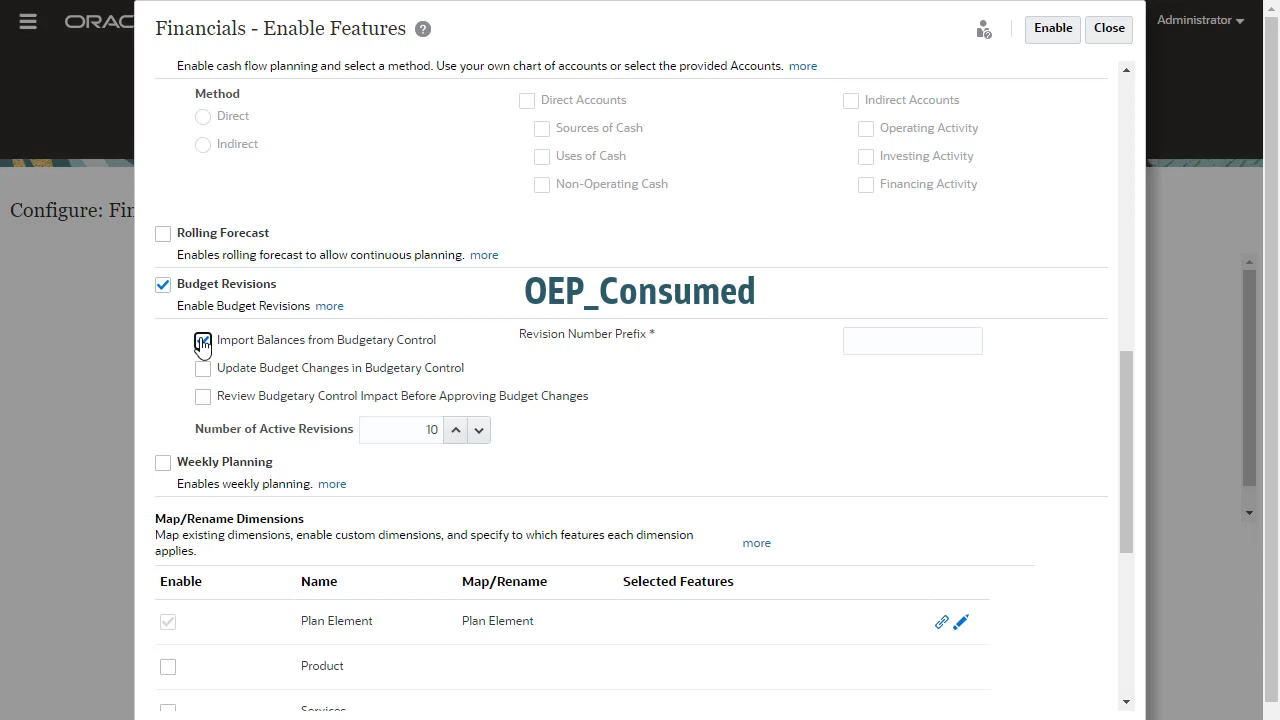 ORAC
Administrator
Financials - Enable Features ?
Enable
Close
Enable cash flow planning and select a method. Use your own chart of accounts or select the provided Accounts. more
Configure: Fin
Method
Direct
Indirect
Direct Accounts
Sources of Cash
Uses of Cash
Non-Operating Cash
Indirect Accounts
Operating Activity
Investing Activity
Financing Activity
Rolling Forecast
Enables rolling forecast to allow continuous planning. more
Budget Revisions
Enable Budget Revisions more
OEP_Consumed
Import Balances from Budgetary Control
Revision Number Prefix *
Update Budget Changes in Budgetary Control
Review Budgetary Control Impact Before Approving Budget Changes
Number of Active Revisions 10
Weekly Planning
Enables weekly planning. more
Map/Rename Dimensions
Map existing dimensions, enable custom dimensions, and specify to which features each dimension
applies.
more
Enable Name Map/Rename Selected Features
Plan Element Plan Element
Product
Services